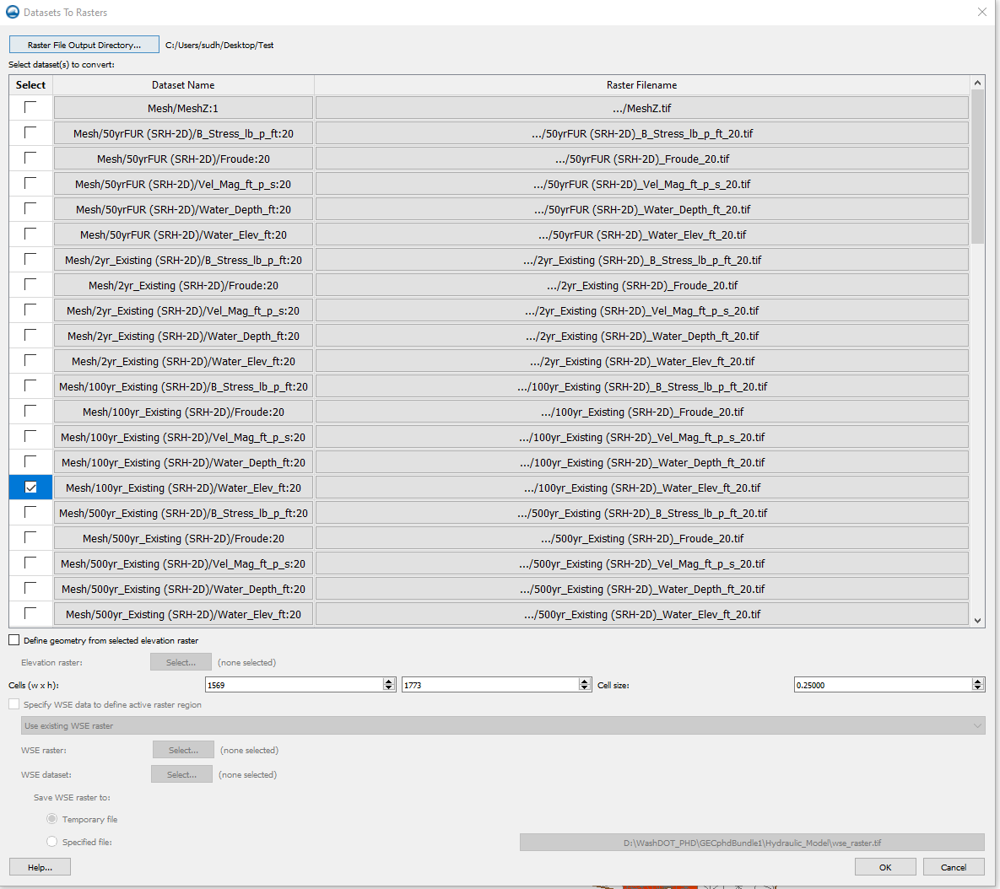 Datasets To Rasters
Raster File Output Directory... C:/Users/sudh/Desktop/Test
Select dataset(s) to convert:
Select Dataset Name Raster Filename
Mesh/MeshZ:1 .../MeshZ.tif
Mesh/50yrFUR (SRH-2D)/B_Stress_lb_p_ft:20 .../50yrFUR (SRH-2D)_B_Stress_lb_p_ft_20.tif
Mesh/50yrFUR (SRH-2D)/Froude:20 .../50yrFUR (SRH-2D)_Froude_20.tif
Mesh/50yrFUR (SRH-2D)/Vel_Mag_ft_p_s:20 .../50yrFUR (SRH-2D)_Vel_Mag_ft_p_s_20.tif
Mesh/50yrFUR (SRH-2D)/Water_Depth_ft:20 .../50yrFUR (SRH-2D)_Water_Depth_ft_20.tif
Mesh/50yrFUR (SRH-2D)/Water_Elev_ft:20 .../50yrFUR (SRH-2D)_Water_Elev_ft_20.tif
Mesh/2yr_Existing (SRH-2D)/B_Stress_lb_p_ft:20 .../2yr_Existing (SRH-2D)_B_Stress_lb_p_ft_20.tif
Mesh/2yr_Existing (SRH-2D)/Froude:20 .../2yr_Existing (SRH-2D)_Froude_20.tif
Mesh/2yr_Existing (SRH-2D)/Vel_Mag_ft_p_s:20 .../2yr_Existing (SRH-2D)_Vel_Mag_ft_p_s_20.tif
Mesh/2yr_Existing (SRH-2D)/Water_Depth_ft:20 .../2yr_Existing (SRH-2D)_Water_Depth_ft_20.tif
Mesh/2yr_Existing (SRH-2D)/Water_Elev_ft:20 .../2yr_Existing (SRH-2D)_Water_Elev_ft_20.tif
Mesh/100yr_Existing (SRH-2D)/B_Stress_lb_p_ft:20 .../100yr_Existing (SRH-2D)_B_Stress_lb_p_ft_20.tif
Mesh/100yr_Existing (SRH-2D)/Froude:20 .../100yr_Existing (SRH-2D)_Froude_20.tif
Mesh/100yr_Existing (SRH-2D)/Vel_Mag_ft_p_s:20 .../100yr_Existing (SRH-2D)_Vel_Mag_ft_p_s_20.tif
Mesh/100yr_Existing (SRH-2D)/Water_Depth_ft:20 .../100yr_Existing (SRH-2D)_Water_Depth_ft_20.tif
Mesh/100yr_Existing (SRH-2D)/Water_Elev_ft:20 .../100yr_Existing (SRH-2D)_Water_Elev_ft_20.tif
Mesh/500yr_Existing (SRH-2D)/B_Stress_lb_p_ft:20 .../500yr_Existing (SRH-2D)_B_Stress_lb_p_ft_20.tif
Mesh/500yr_Existing (SRH-2D)/Froude:20 .../500yr_Existing (SRH-2D)_Froude_20.tif
Mesh/500yr_Existing (SRH-2D)/Vel_Mag_ft_p_s:20 .../500yr_Existing (SRH-2D)_Vel_Mag_ft_p_s_20.tif
Mesh/500yr_Existing (SRH-2D)/Water_Depth_ft:20 .../500yr_Existing (SRH-2D)_Water_Depth_ft_20.tif
Mesh/500yr_Existing (SRH-2D)/Water_Elev_ft:20 .../500yr_Existing (SRH-2D)_Water_Elev_ft_20.tif
Define geometry from selected elevation raster
Elevation raster: Select... (none selected)
Cells (w x h): 1569 1773 Cell size: 0.25000
Specify WSE data to define active raster region
Use existing WSE raster
WSE raster: Select... (none selected)
WSE dataset: Select... (none selected)
Save WSE raster to:
Temporary file
Specified file: D:\WashDOT_PHD\GECphdBundle1\Hydraulic_Model\wse_raster.tif
Help... OK Cancel